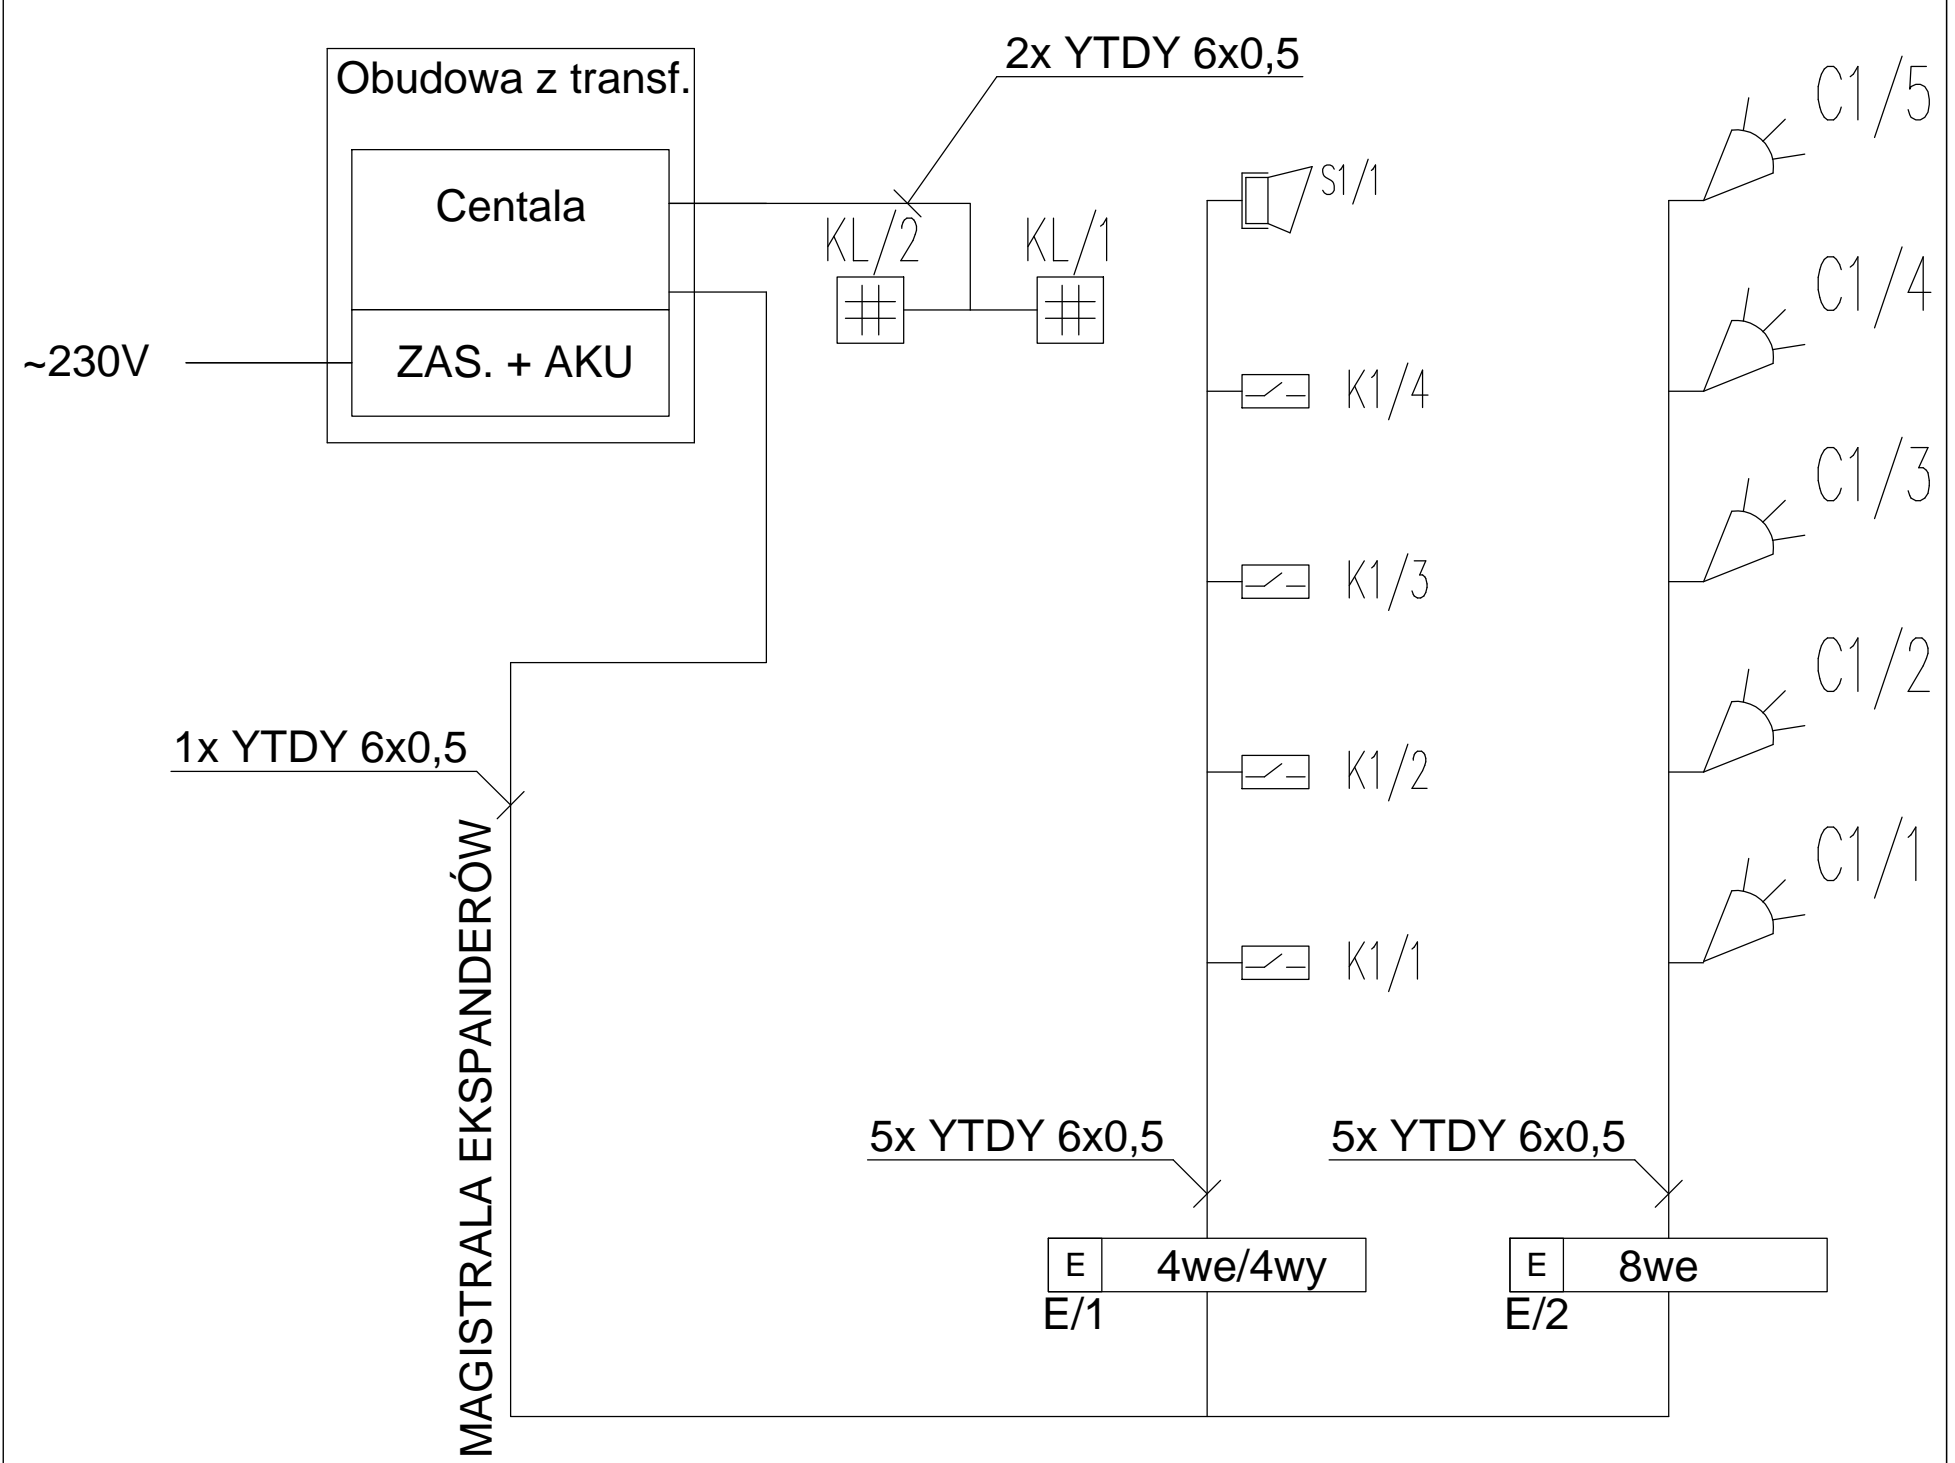 2x YTDY 6x0,5
Obudowa z transf.
Centala
ZAS. + AKU
~230V
KL/2
KL/1
S1/1
K1/4
K1/3
K1/2
K1/1
C1/5
C1/4
C1/3
C1/2
C1/1
1x YTDY 6x0,5
MAGISTRALA EKSPANDERÓW
5x YTDY 6x0,5
5x YTDY 6x0,5
E 4we/4wy
E/1
E 8we
E/2